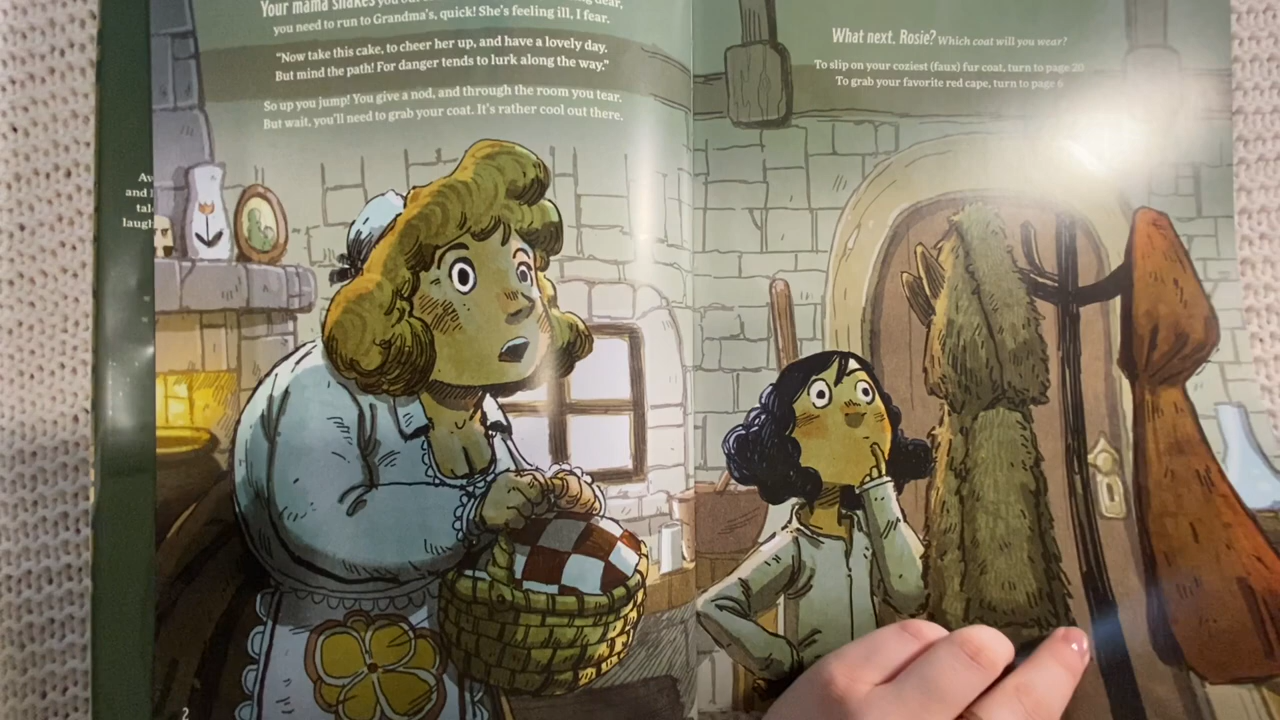 Your mama shakes you
dear,
you need to run to Grandma's, quick! She's feeling ill, I fear.
"Now take this cake, to cheer her up, and have a lovely day.
But mind the path! For danger tends to lurk along the way."
So up you jump! You give a nod, and through the room you tear.
But wait, you'll need to grab your coat. It's rather cool out there.
and
laugh
2
What next, Rosie? Which coat will you wear?
To slip on your coziest (faux) fur coat, turn to page 20
To grab your favorite red cape, turn to page 6